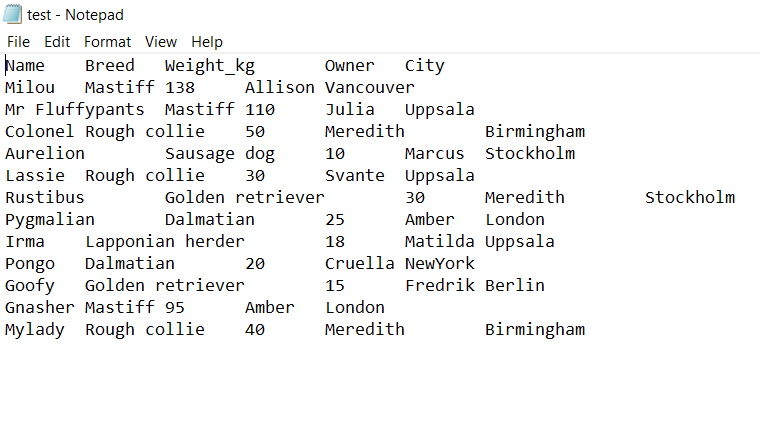 test - Notepad
File Edit Format View Help
Name	Breed	Weight_kg	Owner	City
Milou	Mastiff	138	Allison	Vancouver
Mr Fluffypants	Mastiff	110	Julia	Uppsala
Colonel	Rough collie	50	Meredith	Birmingham
Aurelion	Sausage dog	10	Marcus	Stockholm
Lassie	Rough collie	30	Svante	Uppsala
Rustibus	Golden retriever	30	Meredith	Stockholm
Pygmalian	Dalmatian	25	Amber	London
Irma	Lapponian herder	18	Matilda	Uppsala
Pongo	Dalmatian	20	Cruella	NewYork
Goofy	Golden retriever	15	Fredrik	Berlin
Gnasher	Mastiff	95	Amber	London
Mylady	Rough collie	40	Meredith	Birmingham